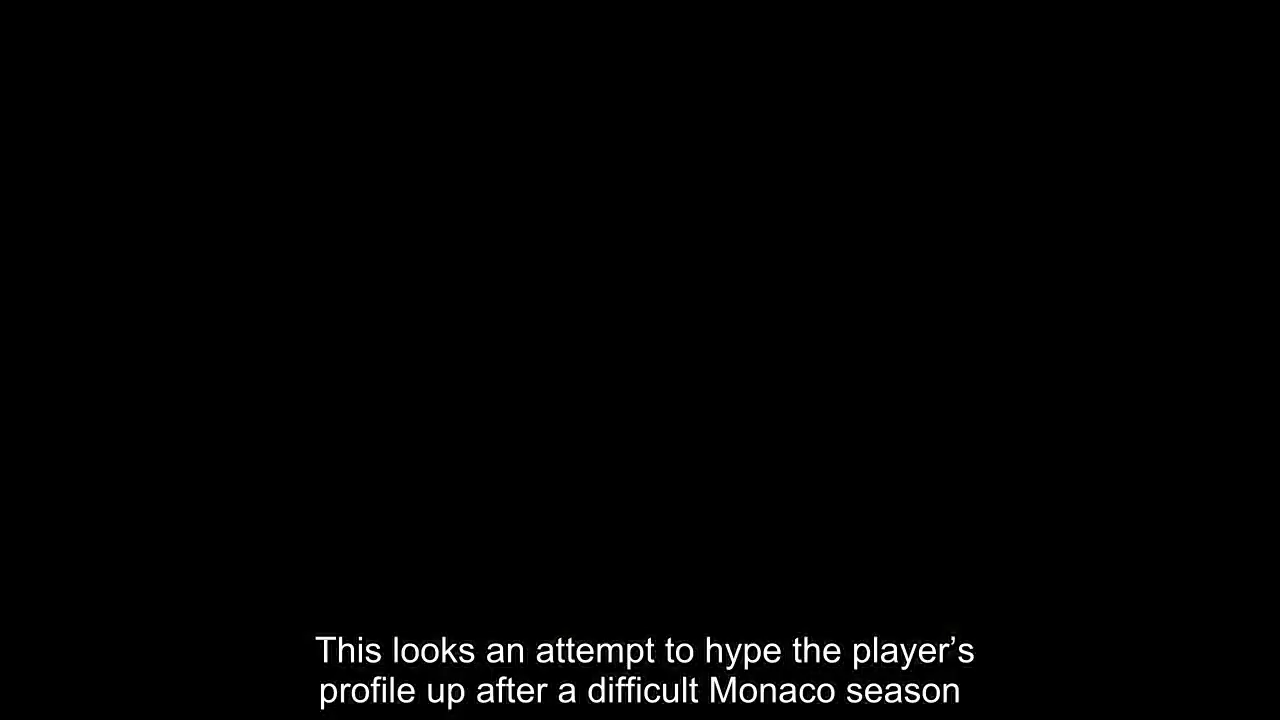 This looks an attempt to hype the player’s
profile up after a difficult Monaco season